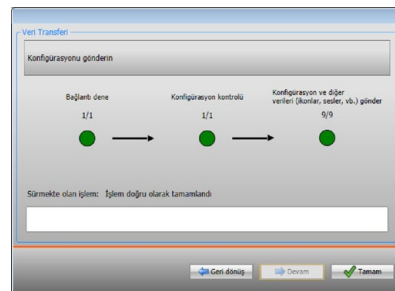 Veri Transferi
Konfigürasyonu gönderin
Bağlantı dene
Konfigürasyon kontrolü
Konfigürasyon ve diğer
verileri (ikonlar, sesler, vb.) gönder
1/1
1/1
9/9
Sürmekte olan işlem: İşlem doğru olarak tamamlandı
Geri dönüş
Devam
Tamam